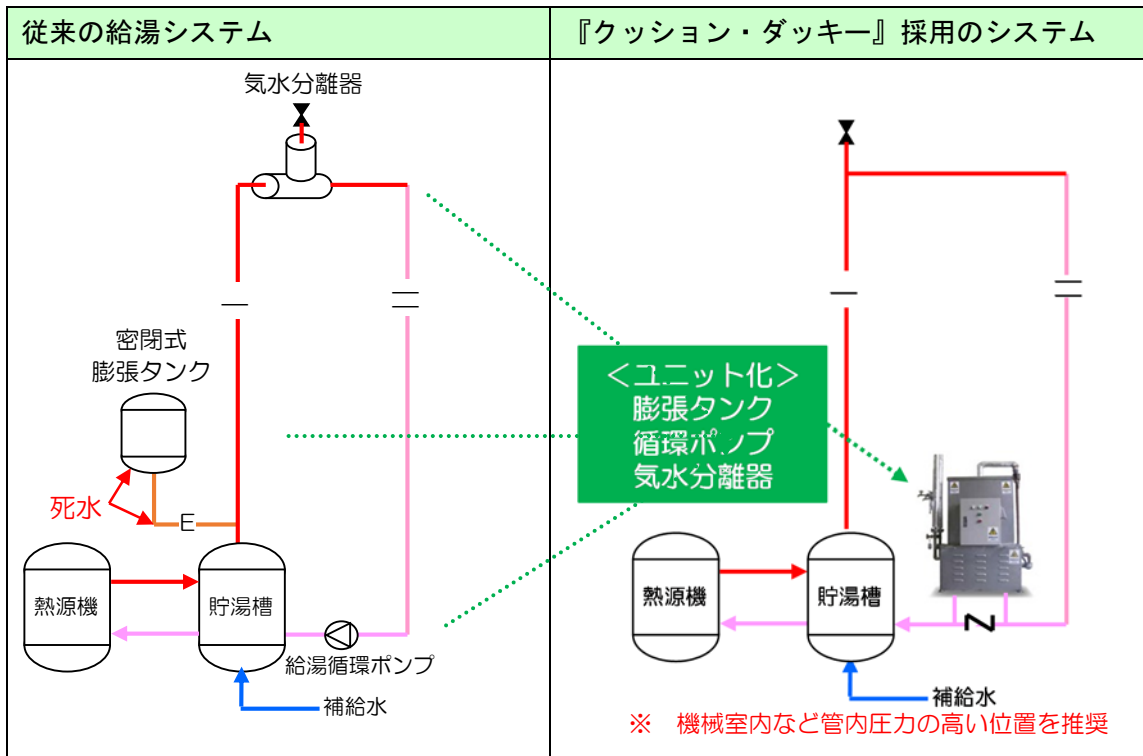 従来の給湯システム
『クッション・ダッキー』採用のシステム
気水分離器
密閉式
膨張タンク
死水
E
熱源機
貯湯槽
給湯循環ポンプ
補給水
＜ユニット化＞
膨張タンク
循環ポンプ
気水分離器
熱源機
貯湯槽
補給水
※　機械室内など管内圧力の高い位置を推奨